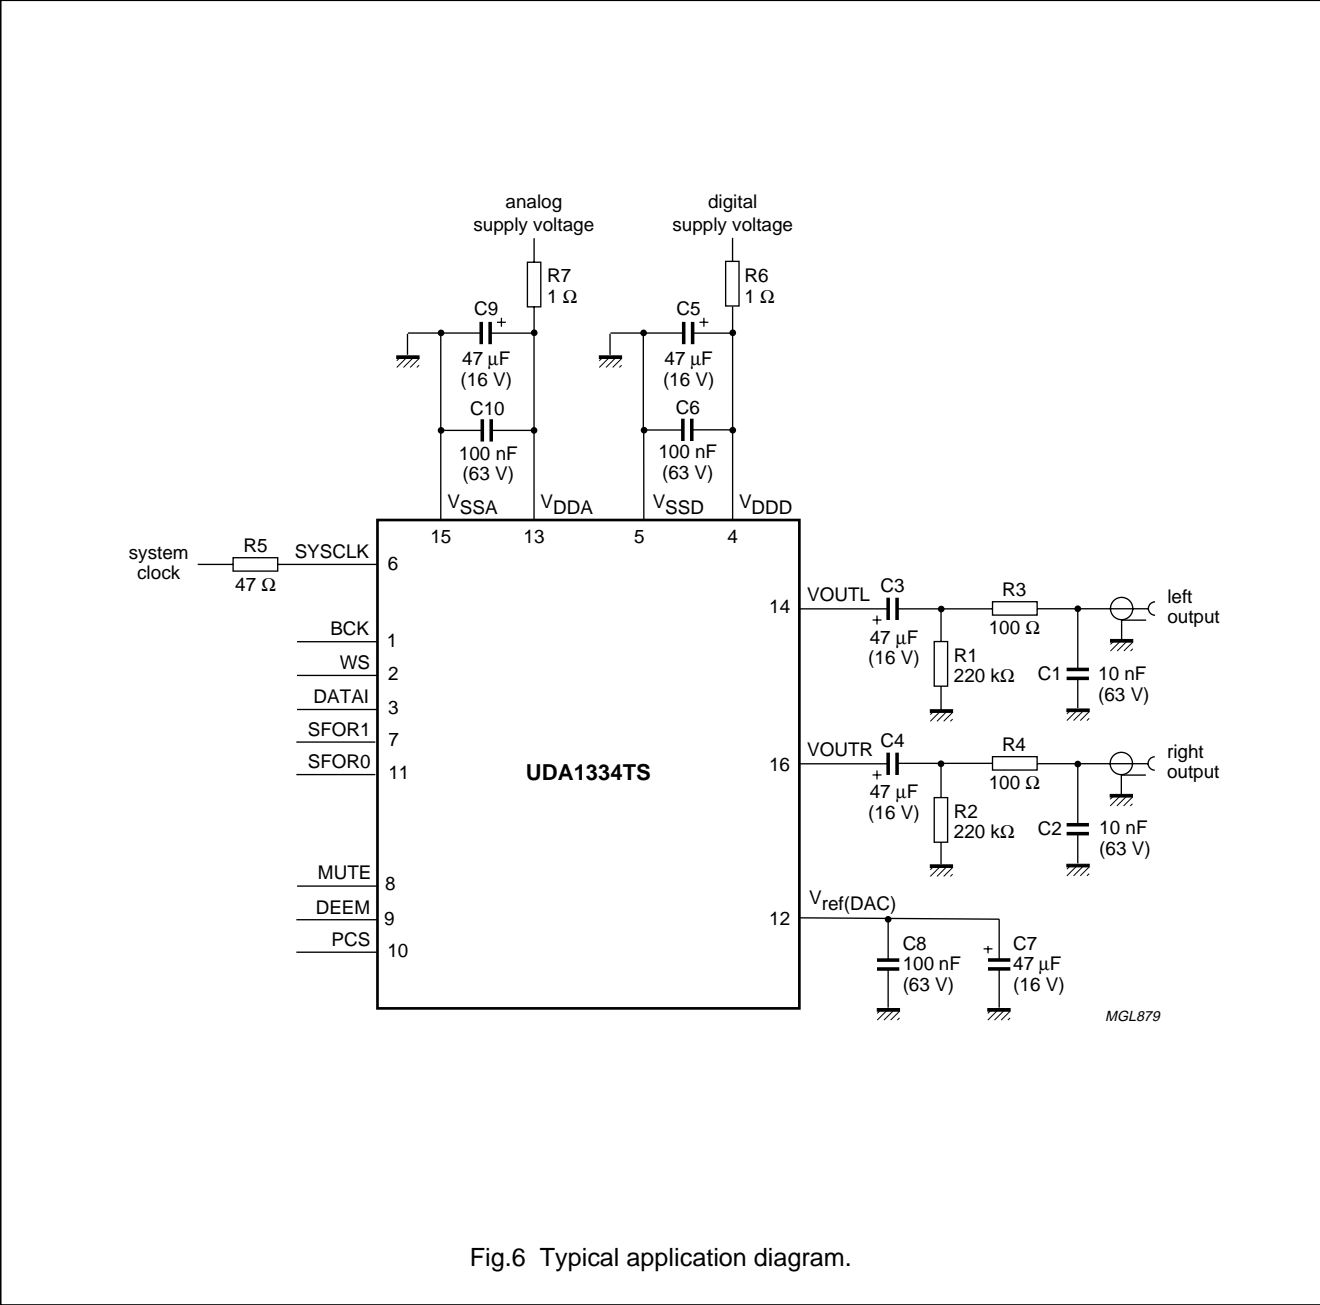 analog
supply voltage
digital
supply voltage
R7
1 Ω
R6
1 Ω
C9
+
47 μF
(16 V)
C5
+
47 μF
(16 V)
C10
100 nF
(63 V)
C6
100 nF
(63 V)
VSSA
VDDA
VSSD
VDDD
15
13
5
4
system
clock
R5
47 Ω
SYSCLK
6
BCK
1
WS
2
DATAI
3
SFOR1
7
SFOR0
11
MUTE
8
DEEM
9
PCS
10
UDA1334TS
14
VOUTL
C3
+
47 μF
(16 V)
R1
220 kΩ
R3
100 Ω
C1
10 nF
(63 V)
left
output
16
VOUTR
C4
+
47 μF
(16 V)
R2
220 kΩ
R4
100 Ω
C2
10 nF
(63 V)
right
output
12
Vref(DAC)
C8
100 nF
(63 V)
+
C7
47 μF
(16 V)
MGL879
Fig.6 Typical application diagram.